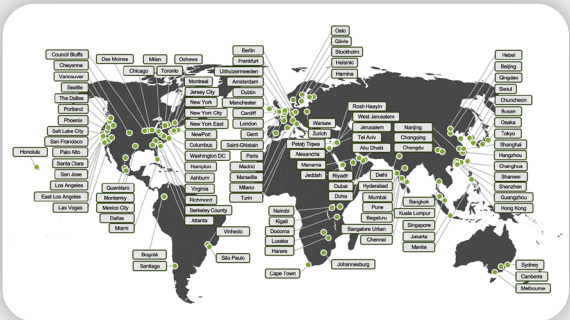 Council Bluffs
Cheyenne
Vancouver
Seattle
The Dalles
Portland
Phoenix
Salt Lake City
San Francisco
Palo Alto
Santa Clara
San Jose
Los Angeles
East Los Angeles
Las Vegas
Honolulu
Des Moines
Milan
Oshawa
Chicago
Toronto
Montreal
Jersey City
New York
New York City
New York East
NewPort
Columbus
Washington DC
Hampton
Ashburn
Virginia
Richmond
Berkeley County
Atlanta
Querétaro
Monterrey
Mexico City
Dallas
Miami
Vinhedo
São Paulc
Bogotá
Santiago
Berlin
Frankfurt
Uithuizermeeden
Amsterdam
Dublin
Manchester
Cardiff
London
Gent
Saint-Ghislain
Paris
Madrid
Marseille
Milano
Turin
Oslo
Gävle
Stockholm
Helsinki
Hamina
Warsaw
Zurich
Petah Tiqwa
Alexandria
Manama
Jeddah
Rosh Haayin
West Jerusalem
Jerusalem
Tel Aviv
Abu Dhabi
Riyadh
Dubai
Doha
Nairobi
Kgali
Dodoma
Lusaka
Harare
Cape Town
Johannesburg
Delhi
Hyderabad
Mumbai
Pune
Begaluru
Bangalore Urban
Chennai
Nanjing
Chongqing
Chengdu
Bangkok
Kuala Lumpur
Singapore
Jakarta
Manila
Hebei
Beijing
Qingdao
Seoul
Chuncheon
Busan
Osaka
Tokyo
Shanghai
Hangzhou
Changhua
Shanwei
Shenzhen
Guangzhou
Hong Kong
Sydney
Canberra
Melbourne